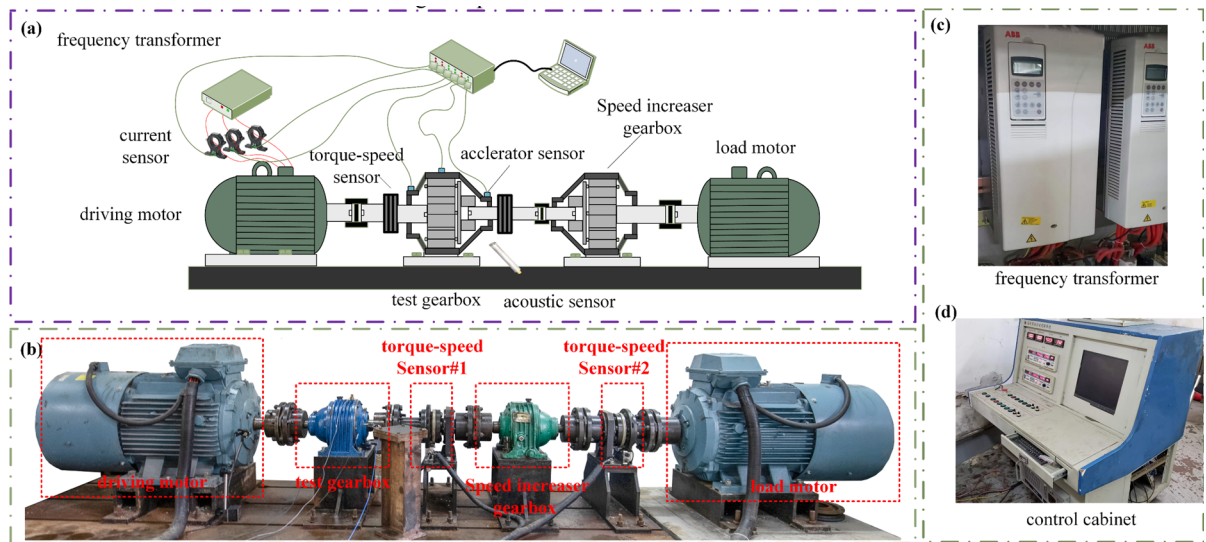 (a)
frequency transformer
current
sensor
torque-speed
sensor
acclerator sensor
Speed increaser
gearbox
load motor
driving motor
test gearbox
acoustic sensor
(b)
torque-speed
Sensor#1
torque-speed
Sensor#2
driving motor
test gearbox
Speed increaser
gearbox
load motor
(c)
ABB
ABB
frequency transformer
(d)
control cabinet